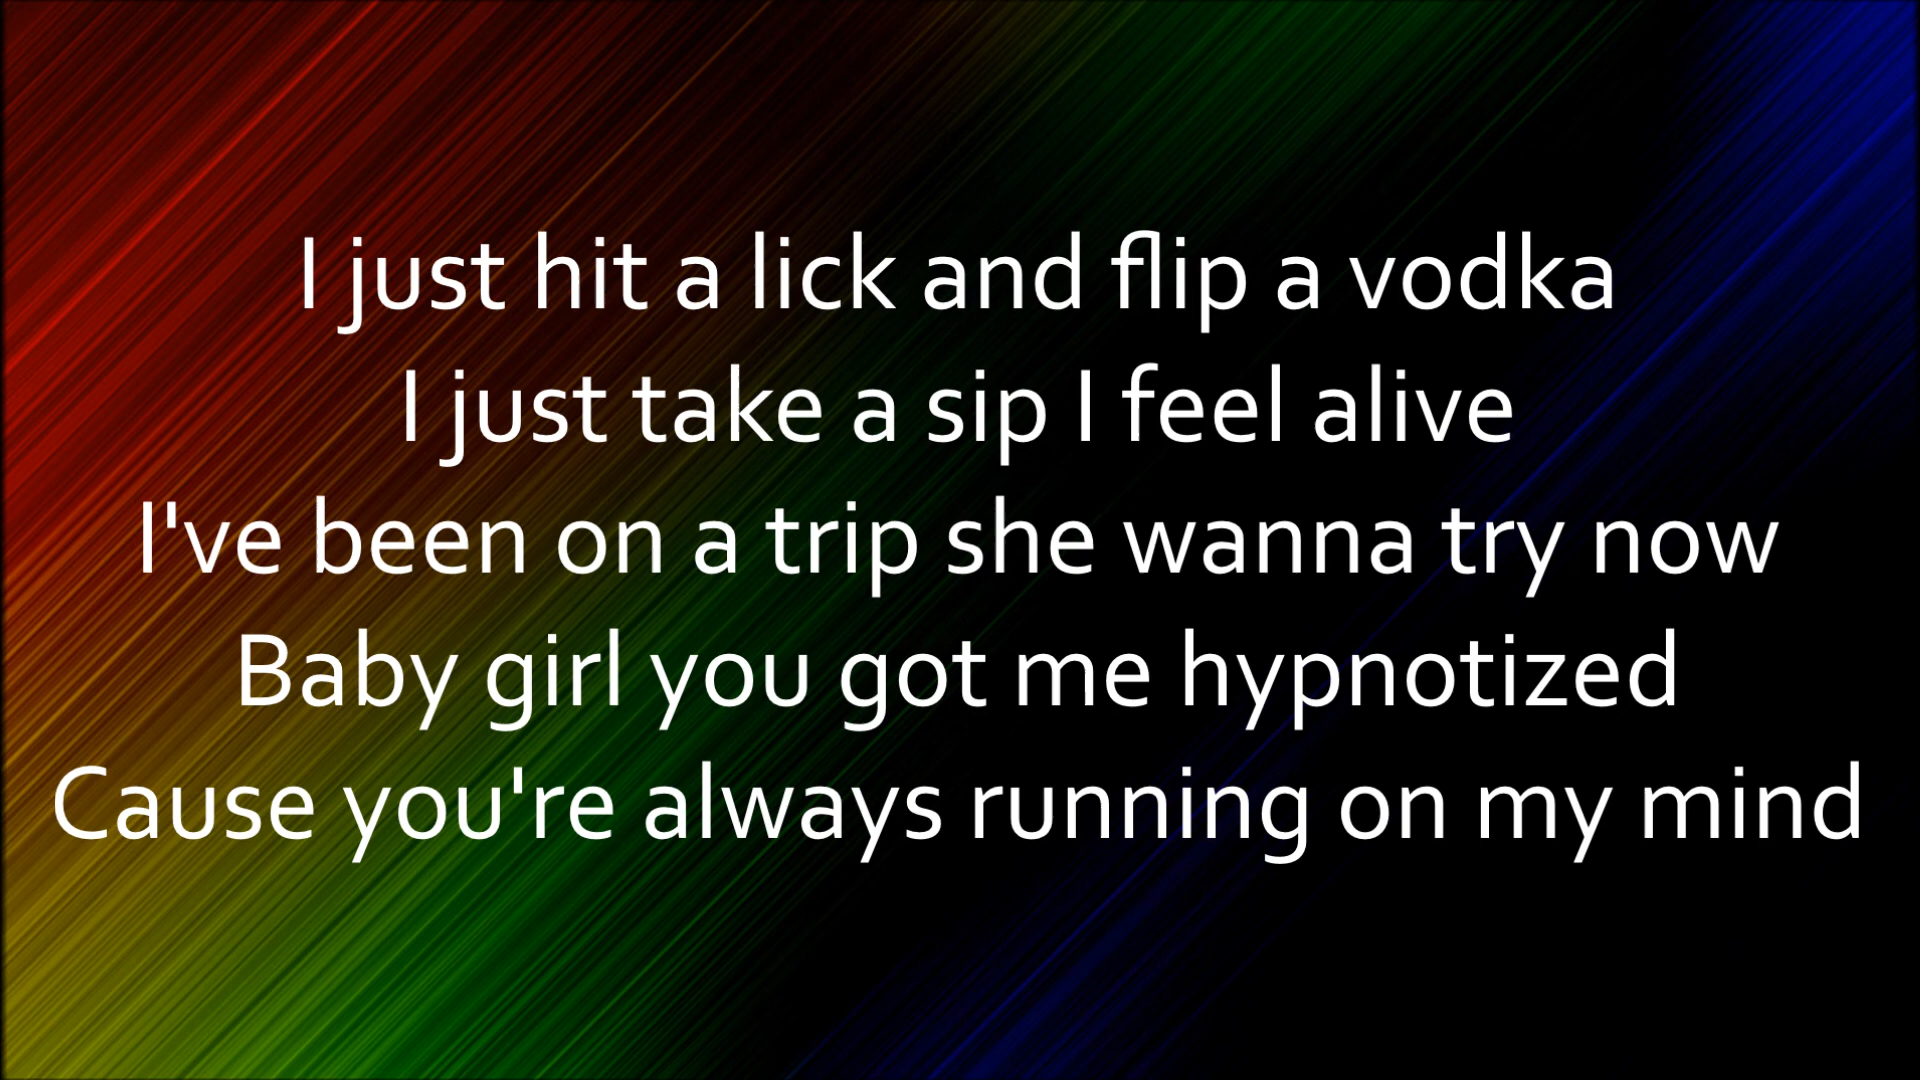 I just hit a lick and flip a vodka
I just take a sip I feel alive
I've been on a trip she wanna try now
Baby girl you got me hypnotized
Cause you're always running on my mind